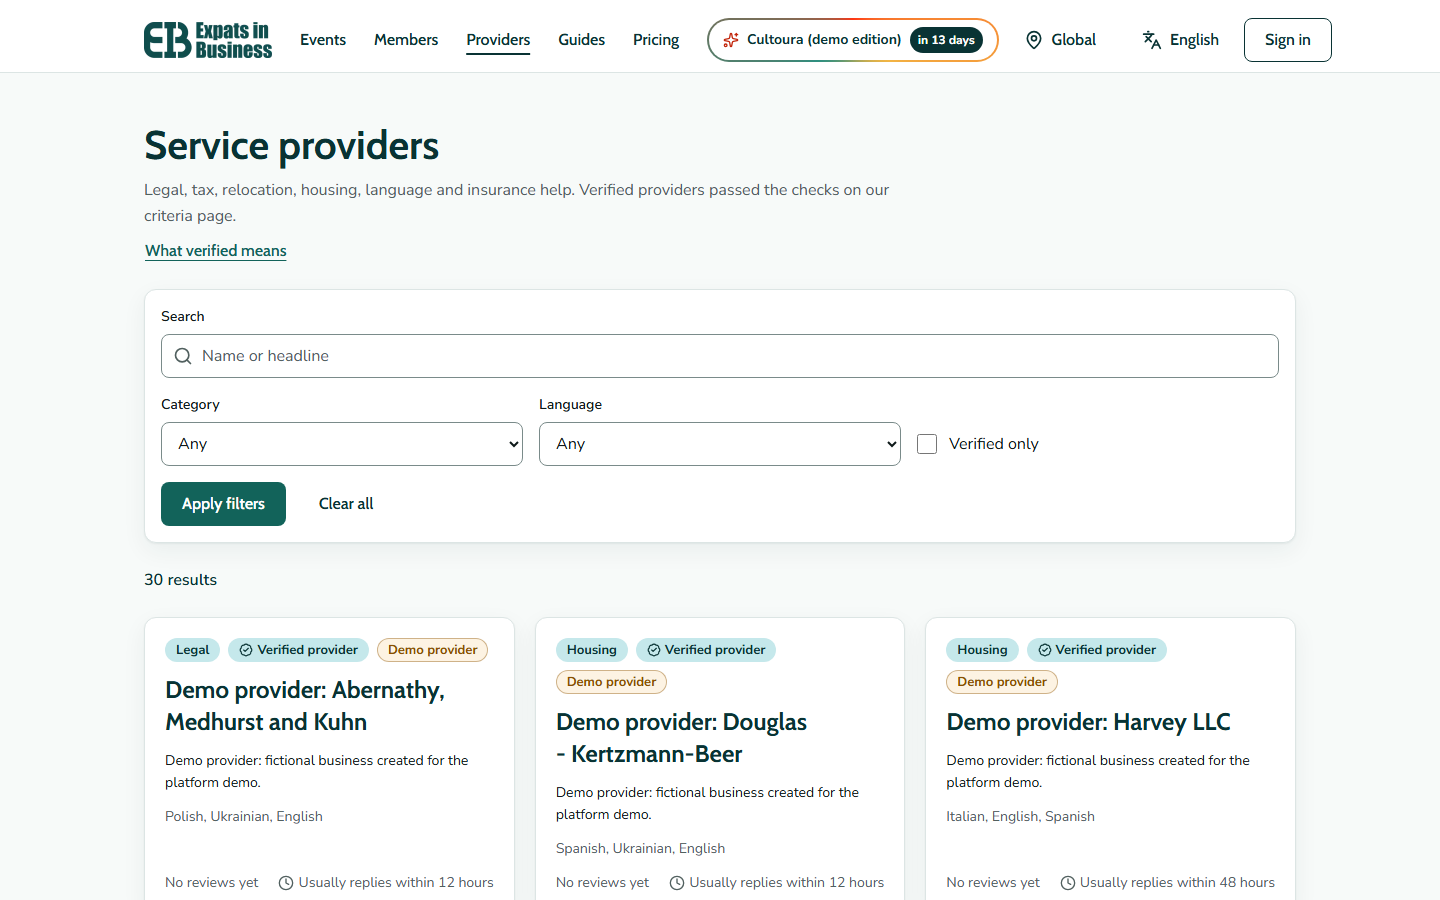 EIB Expats in Business
Events
Members
Providers
Guides
Pricing
Cultoura (demo edition) in 13 days
Global
English
Sign in
Service providers
Legal, tax, relocation, housing, language and insurance help. Verified providers passed the checks on our
criteria page.
What verified means
Search
Name or headline
Category
Language
Any
Any
Verified only
Apply filters
Clear all
30 results
Legal
Verified provider
Demo provider
Demo provider: Abernathy,
Medhurst and Kuhn
Demo provider: fictional business created for the
platform demo.
Polish, Ukrainian, English
No reviews yet
Usually replies within 12 hours
Housing
Verified provider
Demo provider
Demo provider: Douglas
- Kertzmann-Beer
Demo provider: fictional business created for the
platform demo.
Spanish, Ukrainian, English
No reviews yet
Usually replies within 12 hours
Housing
Verified provider
Demo provider
Demo provider: Harvey LLC
Demo provider: fictional business created for the
platform demo.
Italian, English, Spanish
No reviews yet
Usually replies within 48 hours